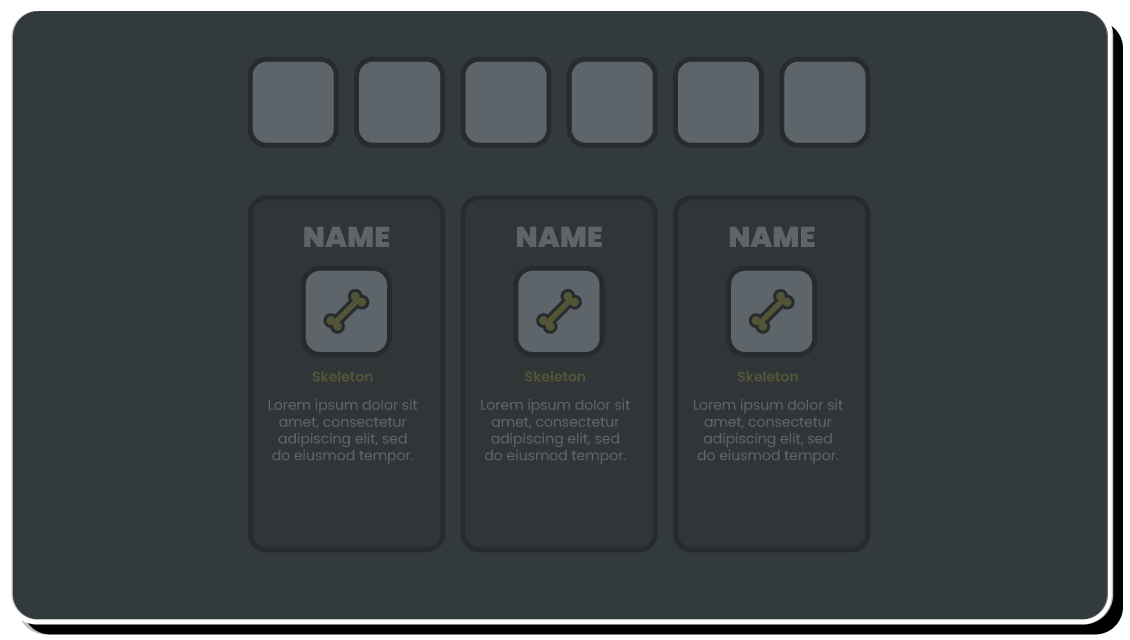 NAME
Skeleton
Lorem ipsum dolor sit
amet, consectetur
adipiscing elit, sed
do eiusmod tempor.
NAME
Skeleton
Lorem ipsum dolor sit
amet, consectetur
adipiscing elit, sed
do eiusmod tempor.
NAME
Skeleton
Lorem ipsum dolor sit
amet, consectetur
adipiscing elit, sed
do eiusmod tempor.